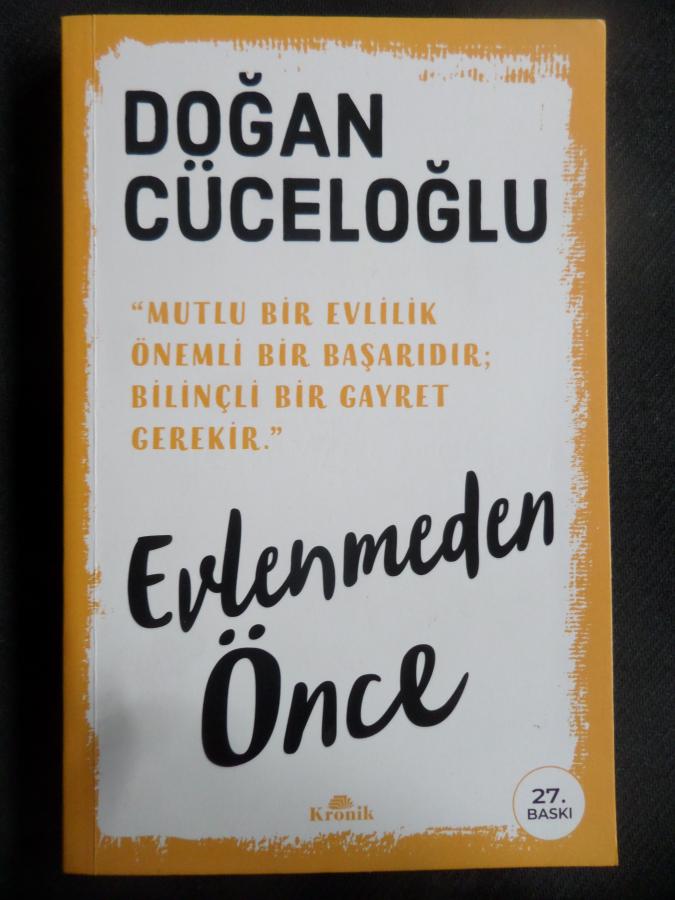 DOĞAN
CÜCELOĞLU
“MUTLU BİR EVLİLİK
ÖNEMLİ BİR BAŞARIDIR;
BİLİNÇLİ BİR GAYRET
GEREKİR.”
Evlenmeden
Önce
Kronik
27.
BASKI